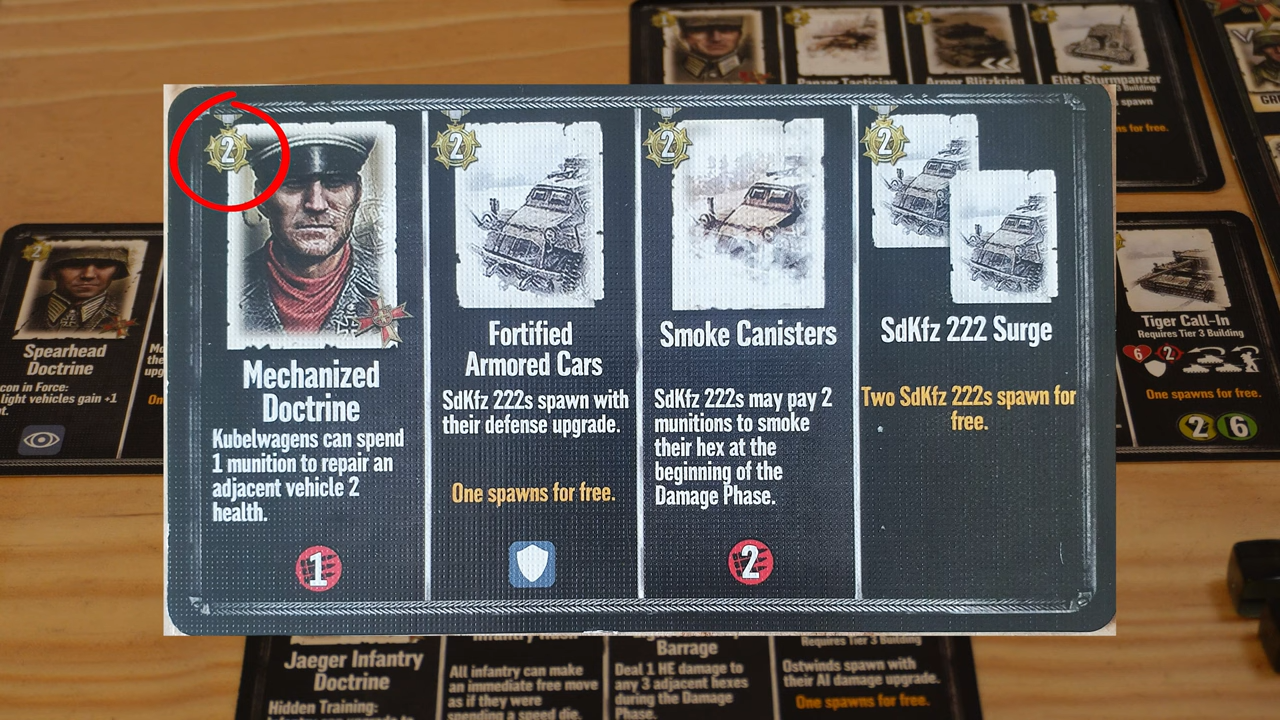 2
2
2
2
Mechanized
Doctrine
Kubelwagens can spend
1 munition to repair an
adjacent vehicle 2
health.
1
Fortified
Armored Cars
SdKfz 222s spawn with
their defense upgrade.
One spawns for free.
Smoke Canisters
SdKfz 222s may pay 2
munitions to smoke
their hex at the
beginning of the
Damage Phase.
2
SdKfz 222 Surge
Two SdKfz 222s spawn for
free.
Panzer Tactician
Armor Blitzkrieg
Elite Sturmpanzer
Building
spawn
ns for free.
2
Spearhead
Doctrine
con in Force:
light vehicles gain +1
Tiger Call-In
Requires Tier 3 Building
6
2
One spawns for free.
2
6
Jaeger Infantry
Doctrine
Hidden Training:
All infantry can make
an immediate free move
as if they were
spending a speed die.
Barrage
Deal 1 HE damage to
any 3 adjacent hexes
during the Damage
Phase.
Requires Tier 3 Building
Ostwinds spawn with
their AI damage upgrade.
One spawns for free.